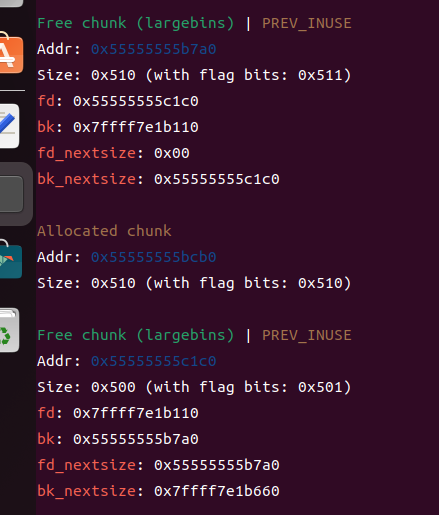 Free chunk (largebins) | PREV_INUSE
Addr: 0x55555555b7a0
Size: 0x510 (with flag bits: 0x511)
fd: 0x55555555c1c0
bk: 0x7ffff7e1b110
fd_nextsize: 0x00
bk_nextsize: 0x55555555c1c0
Allocated chunk
Addr: 0x55555555bcb0
Size: 0x510 (with flag bits: 0x510)
Free chunk (largebins) | PREV_INUSE
Addr: 0x55555555c1c0
Size: 0x500 (with flag bits: 0x501)
fd: 0x7ffff7e1b110
bk: 0x55555555b7a0
fd_nextsize: 0x55555555b7a0
bk_nextsize: 0x7ffff7e1b660